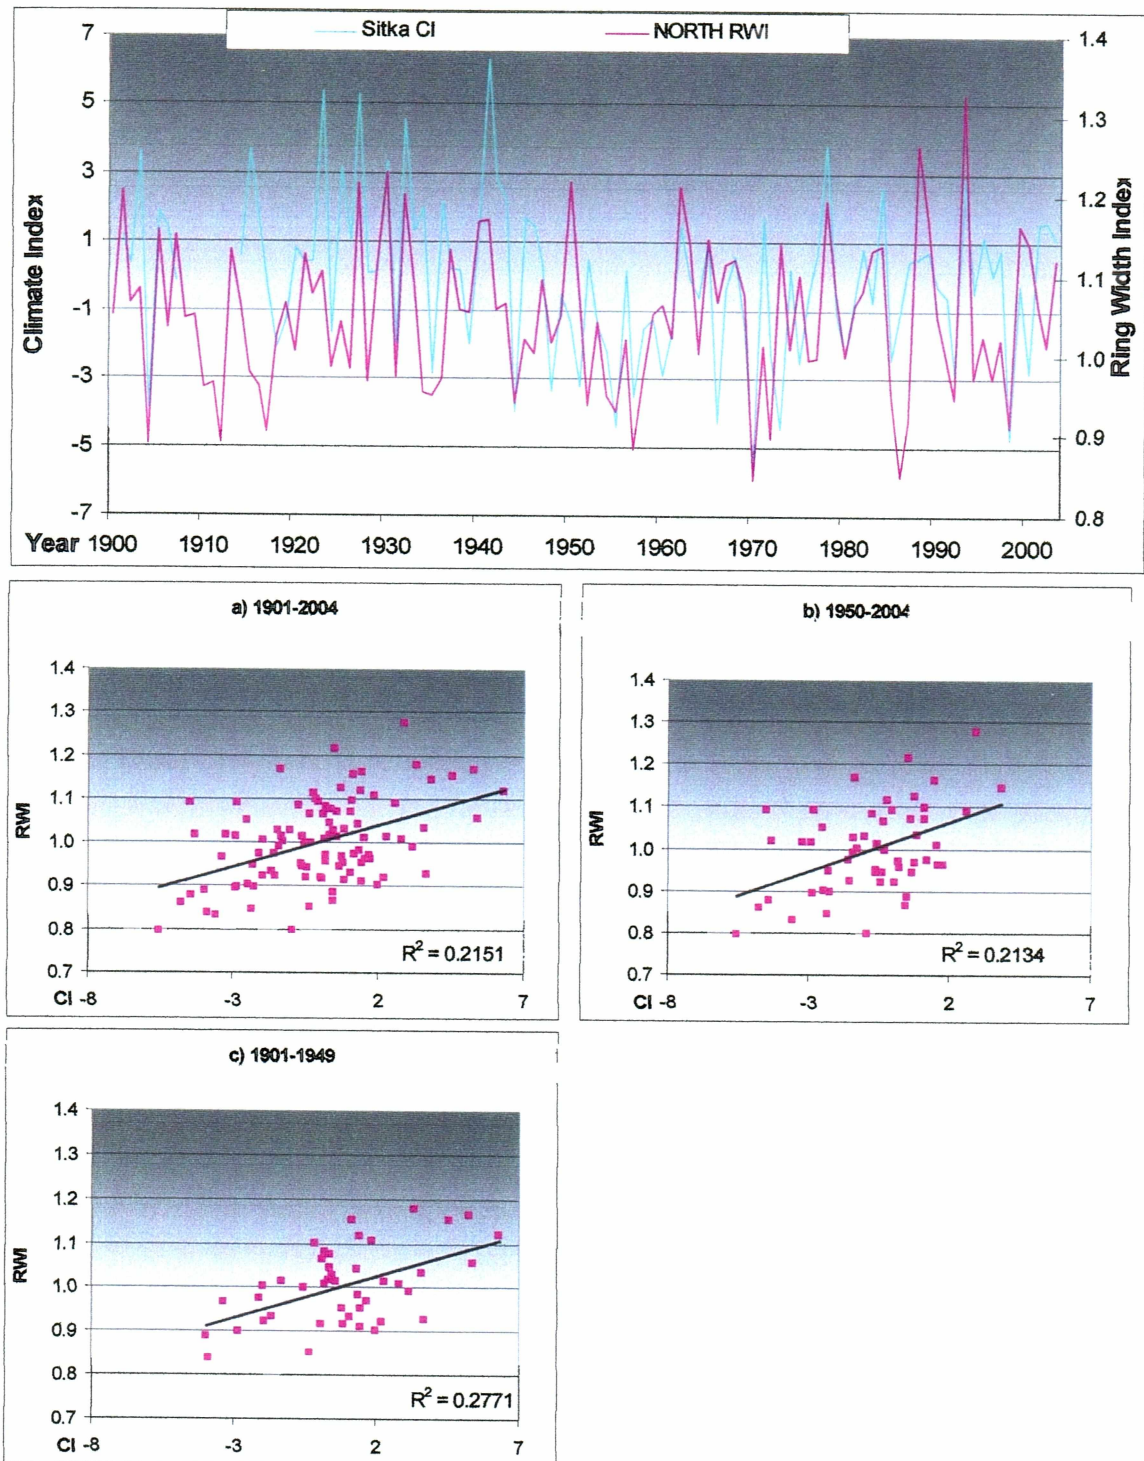 Sitka CI NORTH RWI
7
5
3
1
-1
-3
-5
-7
Climate Index
1.4
1.3
1.2
1.1
1.0
0.9
0.8
Ring Width Index
Year 1900 1910 1920 1930 1940 1950 1960 1970 1980 1990 2000
a) 1901-2004
1.4
1.3
1.2
1.1
1.0
0.9
0.8
0.7
RWI
R² = 0.2151
CI -8 -3 2 7
b) 1950-2004
1.4
1.3
1.2
1.1
1.0
0.9
0.8
0.7
RWI
R² = 0.2134
CI -8 -3 2 7
c) 1901-1949
1.4
1.3
1.2
1.1
1.0
0.9
0.8
0.7
RWI
R² = 0.2771
CI -8 -3 2 7